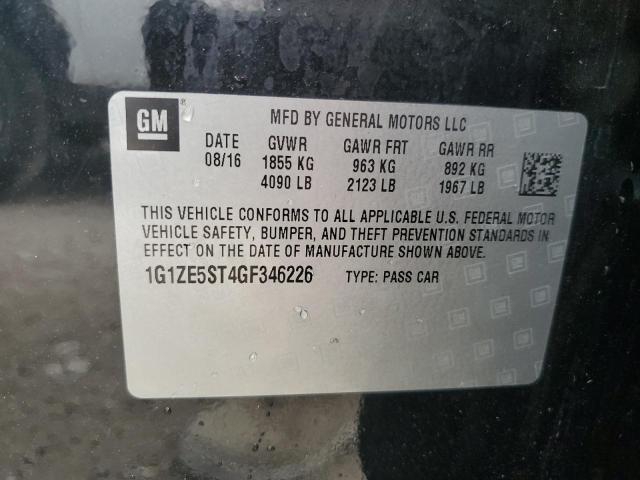 GM ®
MFD BY GENERAL MOTORS LLC
DATE GVWR GAWR FRT GAWR RR
08/16 1855 KG 963 KG 892 KG
4090 LB 2123 LB 1967 LB
THIS VEHICLE CONFORMS TO ALL APPLICABLE U.S. FEDERAL MOTOR
VEHICLE SAFETY, BUMPER, AND THEFT PREVENTION STANDARDS IN
EFFECT ON THE DATE OF MANUFACTURE SHOWN ABOVE.
1G1ZE5ST4GF346226 TYPE: PASS CAR